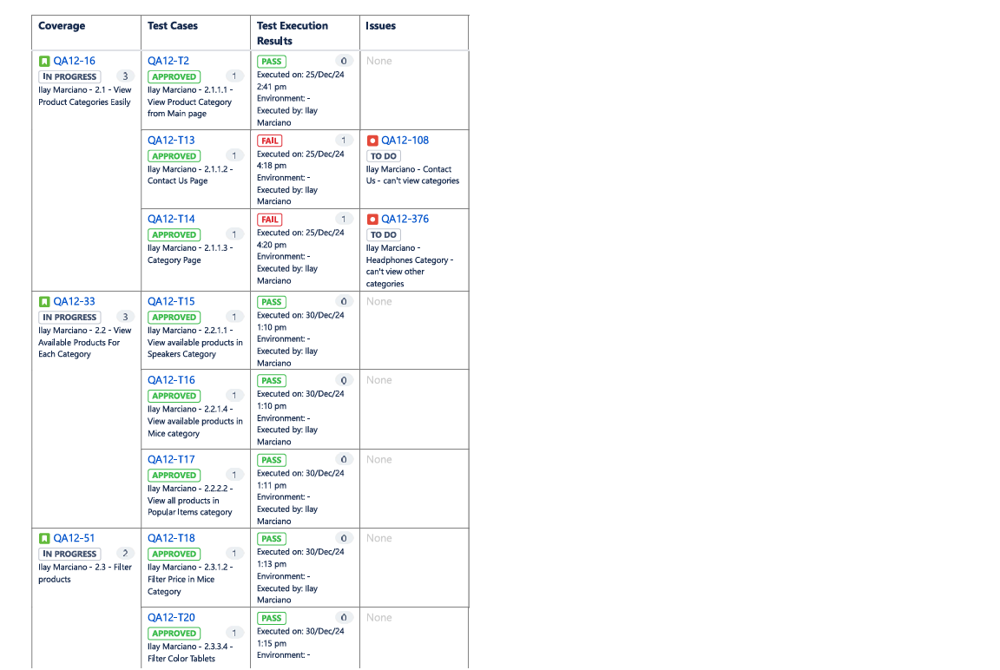 Coverage
Test Cases
Test Execution
Results
Issues
QA12-16
IN PROGRESS 3
Ilay Marciano - 2.1 - View
Product Categories Easily
QA12-T2
APPROVED 1
Ilay Marciano - 2.1.1.1 -
View Product Category
from Main page
PASS 0
Executed on: 25/Dec/24
2:41 pm
Environment: -
Executed by: Ilay
Marciano
None
QA12-T13
APPROVED 1
Ilay Marciano - 2.1.1.2 -
Contact Us Page
FAIL 1
Executed on: 25/Dec/24
4:18 pm
Environment: -
Executed by: Ilay
Marciano
QA12-108
TO DO
Ilay Marciano - Contact
Us - can't view categories
QA12-T14
APPROVED 1
Ilay Marciano - 2.1.1.3 -
Category Page
FAIL 1
Executed on: 25/Dec/24
4:20 pm
Environment: -
Executed by: Ilay
Marciano
QA12-376
TO DO
Ilay Marciano -
Headphones Category -
can't view other
categories
QA12-33
IN PROGRESS 3
Ilay Marciano - 2.2 - View
Available Products For
Each Category
QA12-T15
APPROVED 1
Ilay Marciano - 2.2.1.1 -
View available products in
Speakers Category
PASS 0
Executed on: 30/Dec/24
1:10 pm
Environment: -
Executed by: Ilay
Marciano
None
QA12-T16
APPROVED 1
Ilay Marciano - 2.2.1.4 -
View available products in
Mice category
PASS 0
Executed on: 30/Dec/24
1:10 pm
Environment: -
Executed by: Ilay
Marciano
None
QA12-T17
APPROVED 1
Ilay Marciano - 2.2.2.2 -
View all products in
Popular Items category
PASS 0
Executed on: 30/Dec/24
1:11 pm
Environment: -
Executed by: Ilay
Marciano
None
QA12-51
IN PROGRESS 2
Ilay Marciano - 2.3 - Filter
products
QA12-T18
APPROVED 1
Ilay Marciano - 2.3.1.2 -
Filter Price in Mice
Category
PASS 0
Executed on: 30/Dec/24
1:13 pm
Environment: -
Executed by: Ilay
Marciano
None
QA12-T20
APPROVED 1
Ilay Marciano - 2.3.3.4 -
Filter Color Tablets
PASS 0
Executed on: 30/Dec/24
1:15 pm
Environment: -
None